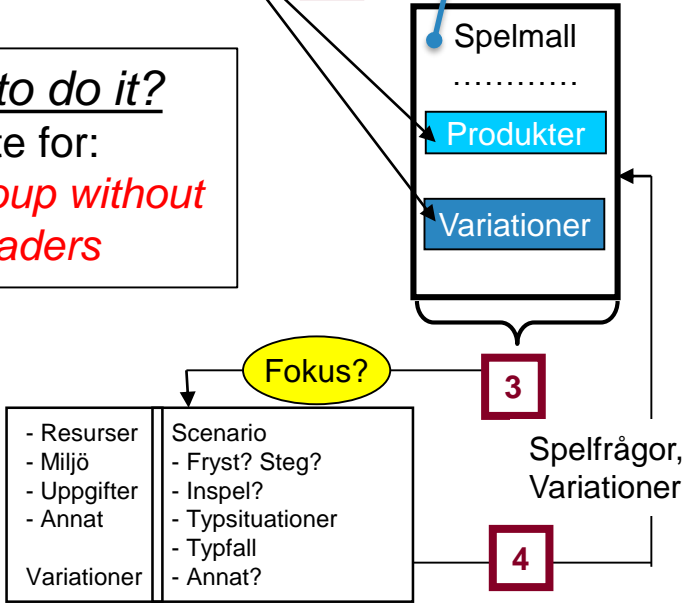 Spelmall
…………
Produkter
Variationer
to do it?
te for:
oup without
aders
Fokus?
3
- Resurser
- Miljö
- Uppgifter
- Annat
Variationer
Scenario
- Fryst? Steg?
- Inspel?
- Typsituationer
- Typfall
- Annat?
4
Spelfrågor,
Variationer